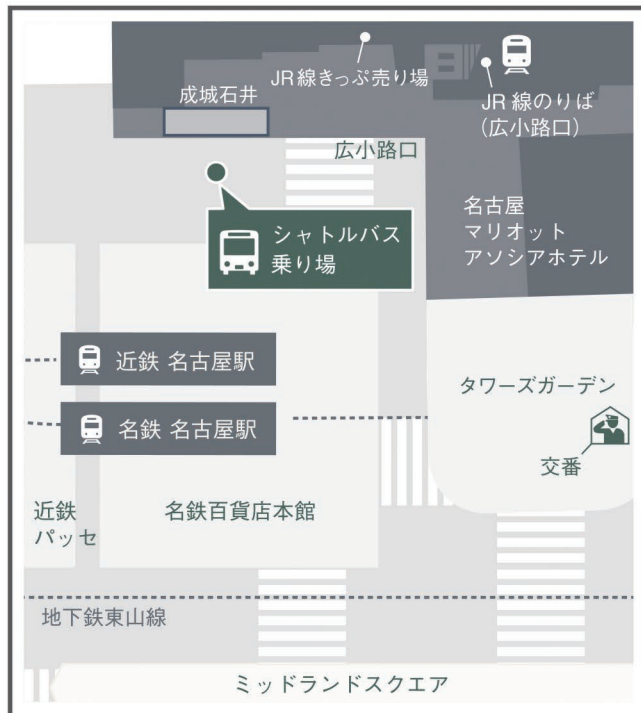 JR線きっぷ売り場
成城石井
JR線のりば
(広小路口)
広小路口
名古屋
マリオット
アソシアホテル
シャトルバス
乗り場
近鉄 名古屋駅
名鉄 名古屋駅
タワーズガーデン
交番
近鉄
パッセ
名鉄百貨店本館
地下鉄東山線
ミッドランドスクエア